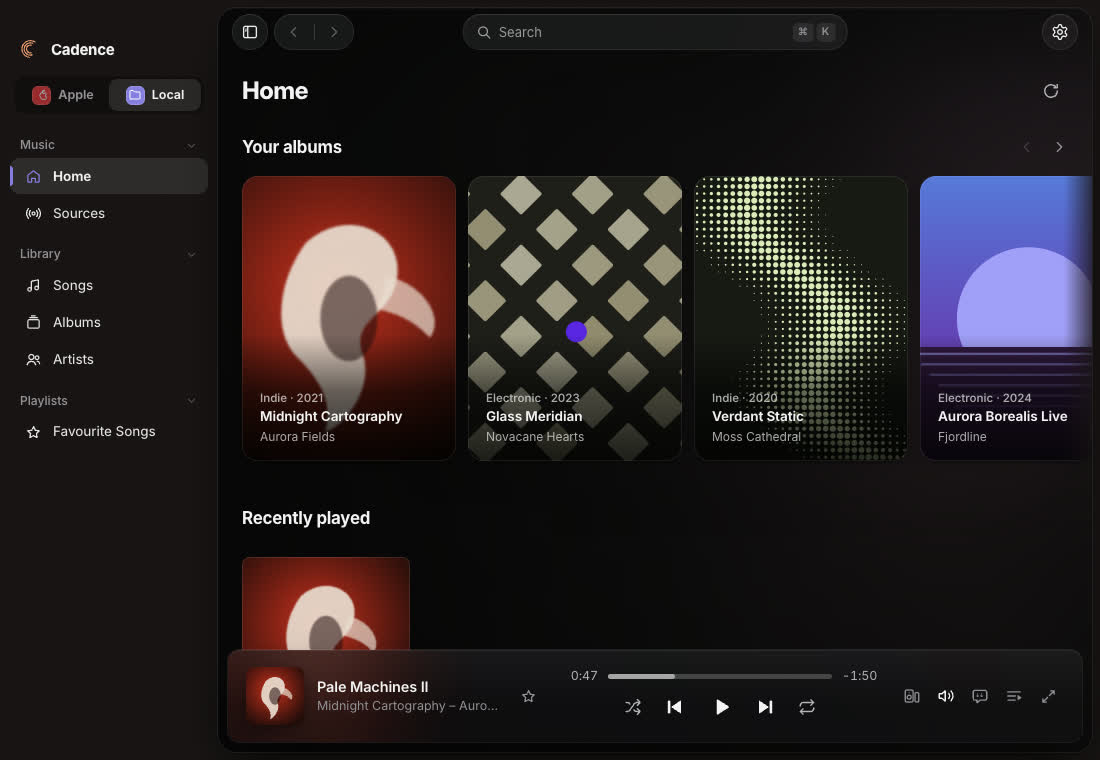 Cadence
Apple
Local
Music
Home
Sources
Library
Songs
Albums
Artists
Playlists
Favourite Songs
Search
⌘ K
Home
Your albums
Indie · 2021
Midnight Cartography
Aurora Fields
Electronic · 2023
Glass Meridian
Novacane Hearts
Indie · 2020
Verdant Static
Moss Cathedral
Electronic · 2024
Aurora Borealis Live
Fjordline
Recently played
Pale Machines II
Midnight Cartography – Auro...
0:47
-1:50